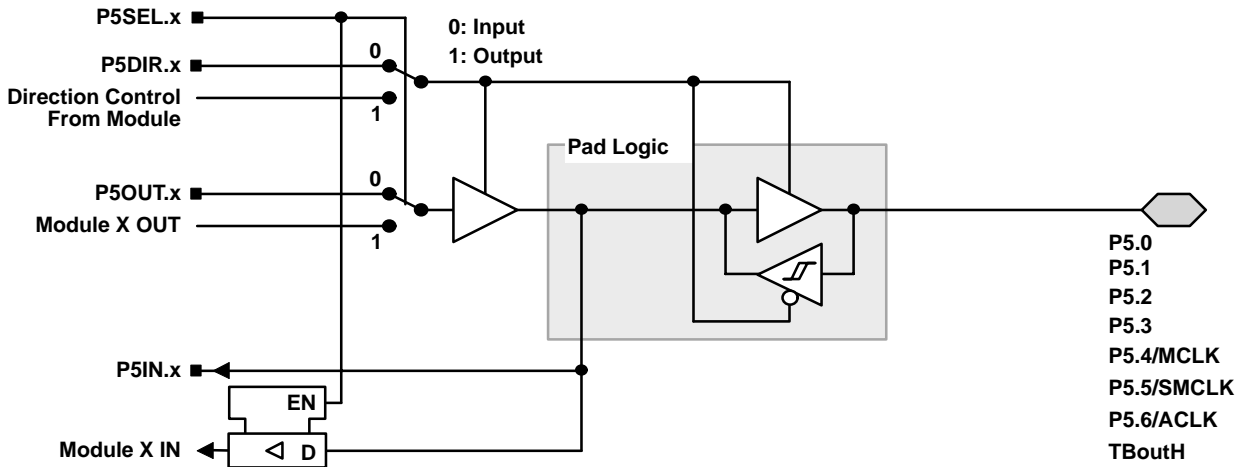 P5SEL.x
0: Input
1: Output
P5DIR.x
0
Direction Control
From Module
1
Pad Logic
P5OUT.x
0
Module X OUT
1
P5.0
P5.1
P5.2
P5.3
P5.4/MCLK
P5.5/SMCLK
P5.6/ACLK
TBoutH
P5IN.x
EN
Module X IN
D